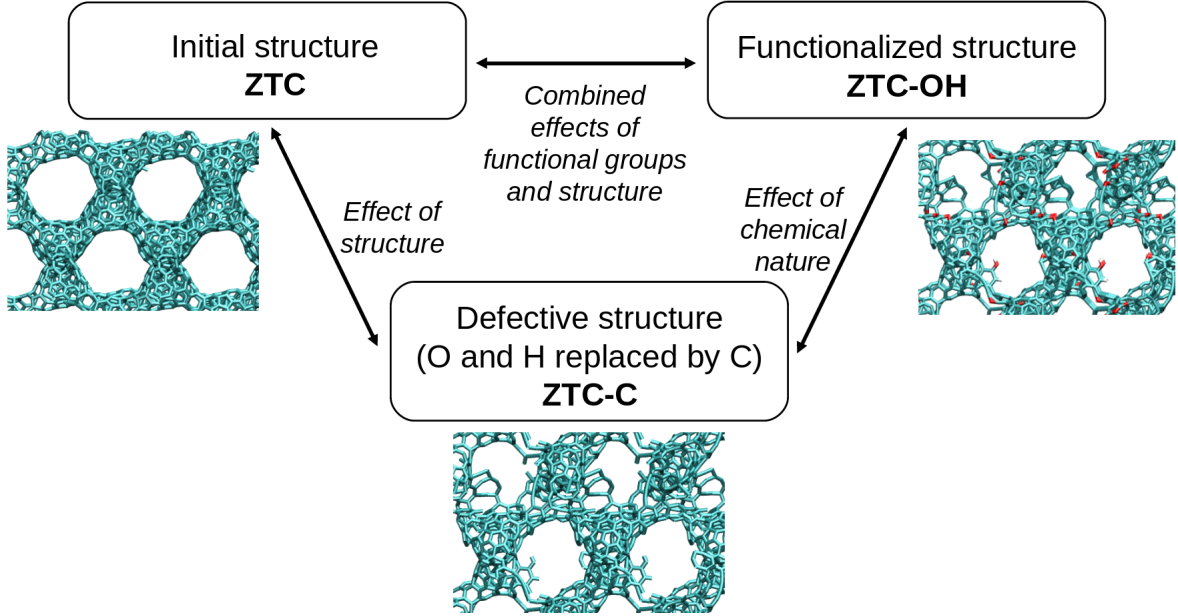 Initial structure
ZTC
Functionalized structure
ZTC-OH
Combined
effects of
functional groups
and structure
Effect of
structure
Effect of
chemical
nature
Defective structure
(O and H replaced by C)
ZTC-C